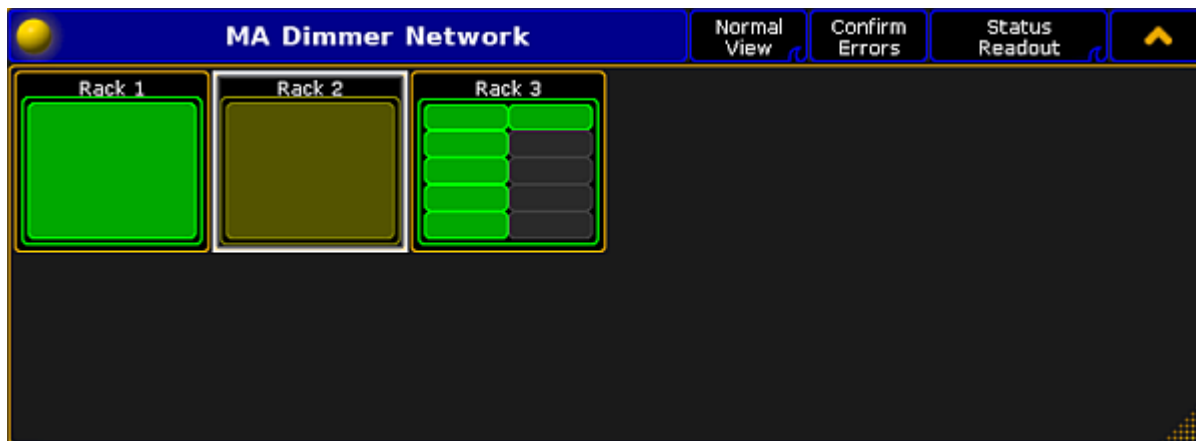 MA Dimmer Network
Normal
View
Confirm
Errors
Status
Readout
Rack 1
Rack 2
Rack 3